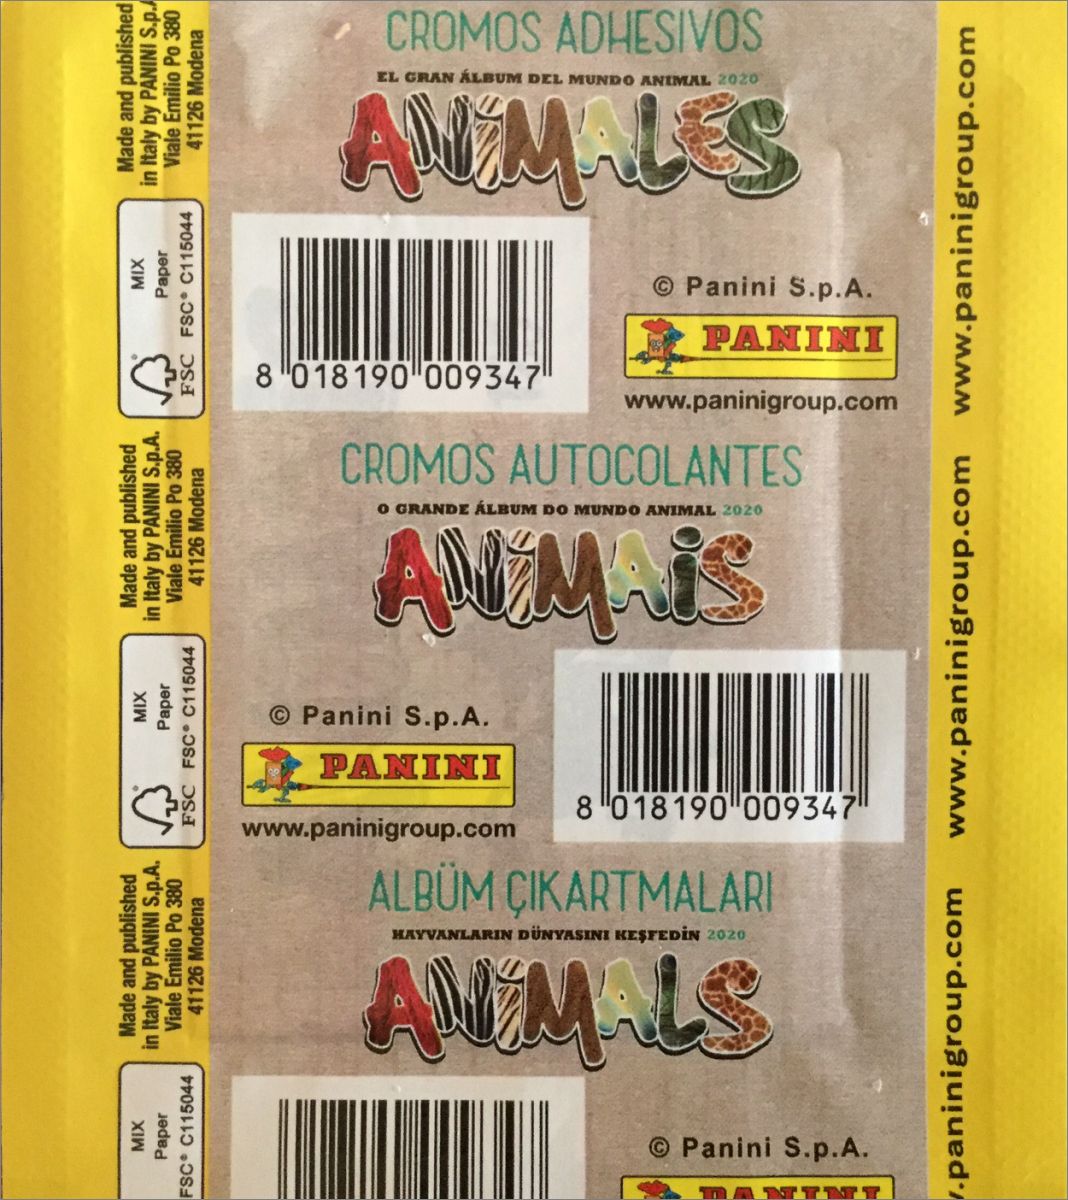 CROMOS ADHESIVOS
EL GRAN ÁLBUM DEL MUNDO ANIMAL 2020
ANiMALES
8 018190 009347
© Panini S.p.A.
PANINI
www.paninigroup.com
CROMOS AUTOCOLANTES
O GRANDE ÁLBUM DO MUNDO ANIMAL 2020
ANiMAiS
© Panini S.p.A.
PANINI
www.paninigroup.com
8 018190 009347
ALBÜM ÇIKARTMALARI
HAYVANLARIN DÜNYASINI KEŞFEDİN 2020
ANiMALS
© Panini S.p.A.
PANINI
Made and published
in Italy by PANINI S.p.A.
Viale Emilio Po 380
41126 Modena
MIX
Paper
FSC® C115044
FSC
Made and published
in Italy by PANINI S.p.A.
Viale Emilio Po 380
41126 Modena
MIX
Paper
FSC® C115044
FSC
Made and published
in Italy by PANINI S.p.A.
Viale Emilio Po 380
41126 Modena
MIX
Paper
FSC® C115044
www.paninigroup.com
www.paninigroup.com
.paninigroup.com